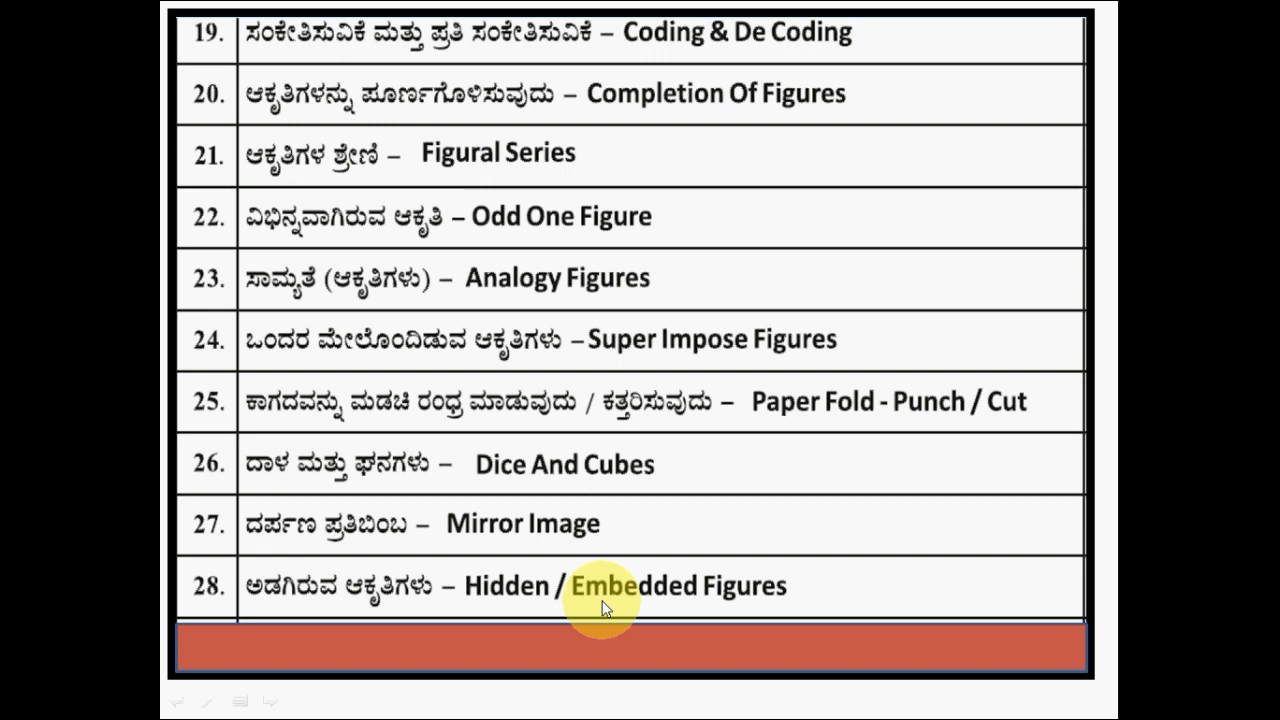 19. ಸಂಕೇತಿಸುವಿಕೆ ಮತ್ತು ಪ್ರತಿ ಸಂಕೇತಿಸುವಿಕೆ – Coding & De Coding
20. ಆಕೃತಿಗಳನ್ನು ಪೂರ್ಣಗೊಳಿಸುವುದು – Completion Of Figures
21. ಆಕೃತಿಗಳ ಶ್ರೇಣಿ – Figural Series
22. ವಿಭಿನ್ನವಾಗಿರುವ ಆಕೃತಿ – Odd One Figure
23. ಸಾಮ್ಯತೆ (ಆಕೃತಿಗಳು) – Analogy Figures
24. ಒಂದರ ಮೇಲೊಂದಿಡುವ ಆಕೃತಿಗಳು – Super Impose Figures
25. ಕಾಗದವನ್ನು ಮಡಚಿ ರಂಧ್ರ ಮಾಡುವುದು / ಕತ್ತರಿಸುವುದು – Paper Fold - Punch / Cut
26. ದಾಳ ಮತ್ತು ಘನಗಳು – Dice And Cubes
27. ದರ್ಪಣ ಪ್ರತಿಬಿಂಬ – Mirror Image
28. ಅಡಗಿರುವ ಆಕೃತಿಗಳು – Hidden / Embedded Figures